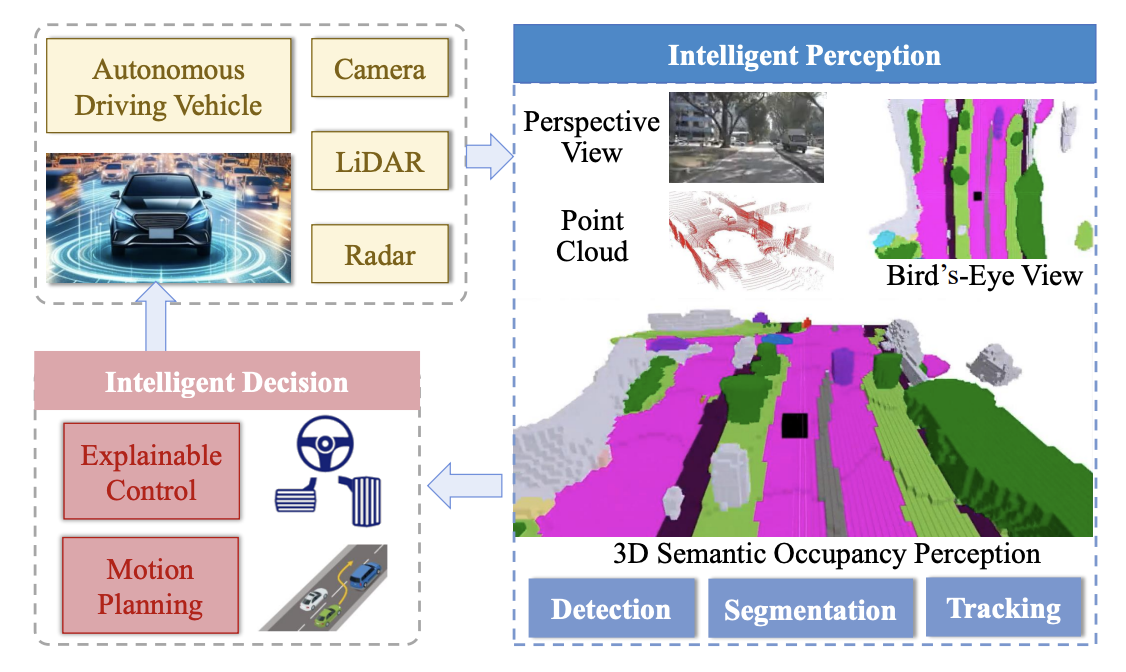 Autonomous
Driving Vehicle
Camera
LiDAR
Radar
Intelligent Perception
Perspective
View
Point
Cloud
Bird's-Eye View
3D Semantic Occupancy Perception
Detection
Segmentation
Tracking
Intelligent Decision
Explainable
Control
Motion
Planning